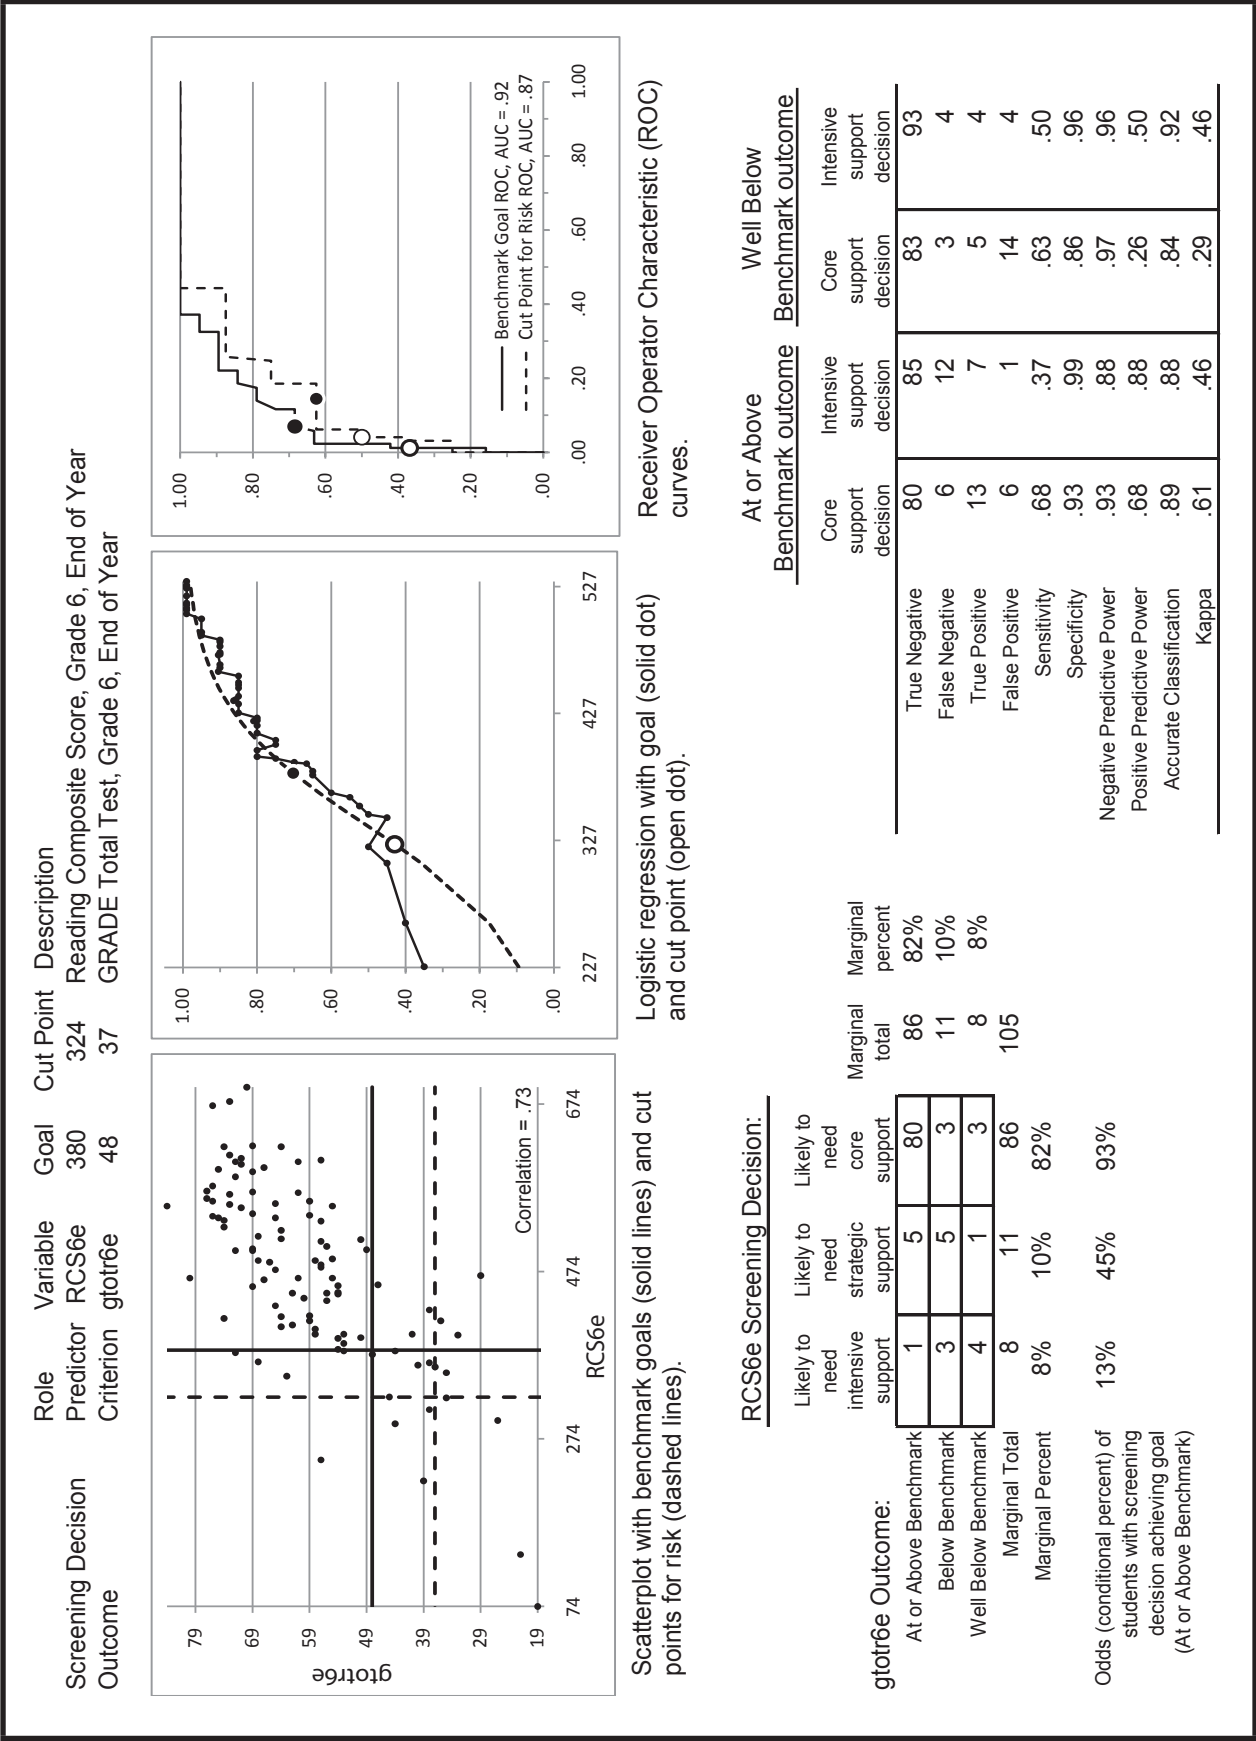 Role Variable Goal Cut Point Description
Screening Decision Predictor RCS6e 380 324 Reading Composite Score, Grade 6, End of Year
Outcome Criterion gtotr6e 48 37 GRADE Total Test, Grade 6, End of Year
79
69
59
49
39
29
19
gtotr6e
74 274 474 674
RCS6e
Correlation = .73
Scatterplot with benchmark goals (solid lines) and cut
points for risk (dashed lines).
1.00
.80
.60
.40
.20
.00
227 327 427 527
Logistic regression with goal (solid dot)
and cut point (open dot).
1.00
.80
.60
.40
.20
.00
.00 .20 .40 .60 .80 1.00
Benchmark Goal ROC, AUC = .92
Cut Point for Risk ROC, AUC = .87
Receiver Operator Characteristic (ROC)
curves.
RCS6e Screening Decision:
gtotr6e Outcome:
Likely to Likely to Likely to
need need need
intensive strategic core Marginal Marginal
support support support total percent
At or Above Benchmark 1 5 80 86 82%
Below Benchmark 3 5 3 11 10%
Well Below Benchmark 4 1 3 8 8%
Marginal Total 8 11 86 105
Marginal Percent 8% 10% 82%
Odds (conditional percent) of 13% 45% 93%
students with screening
decision achieving goal
(At or Above Benchmark)
At or Above Well Below
Benchmark outcome Benchmark outcome
Core Intensive Core Intensive
support support support support
decision decision decision decision
True Negative 80 85 83 93
False Negative 6 12 3 4
True Positive 13 7 5 4
False Positive 6 1 14 4
Sensitivity .68 .37 .63 .50
Specificity .93 .99 .86 .96
Negative Predictive Power .93 .88 .97 .96
Positive Predictive Power .68 .88 .26 .50
Accurate Classification .89 .88 .84 .92
Kappa .61 .46 .29 .46